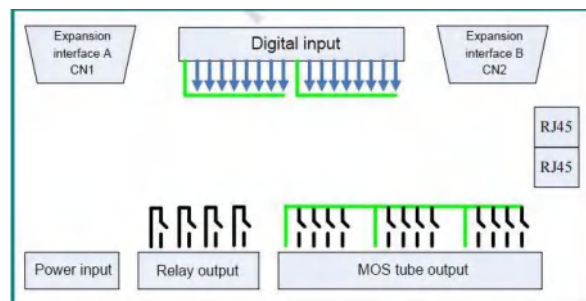 Expansion
interface A
CN1
Digital input
Expansion
interface B
CN2
RJ45
RJ45
Power input
Relay output
MOS tube output